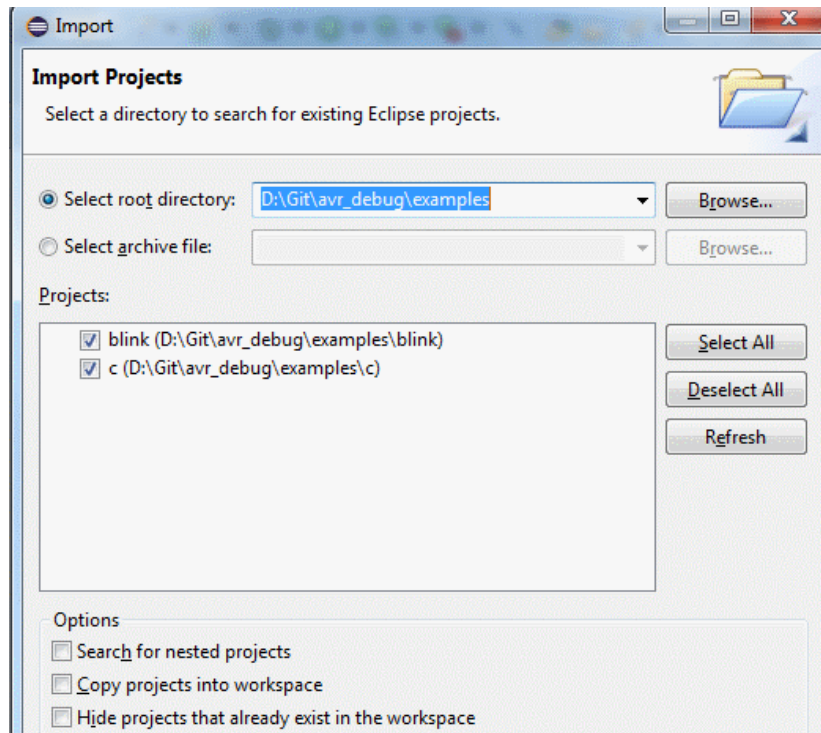 Import
Import Projects
Select a directory to search for existing Eclipse projects.
Select root directory: D:\Git\avr_debug\examples Browse...
Select archive file: Browse...
Projects:
blink (D:\Git\avr_debug\examples\blink)
c (D:\Git\avr_debug\examples\c)
Select All
Deselect All
Refresh
Options
Search for nested projects
Copy projects into workspace
Hide projects that already exist in the workspace